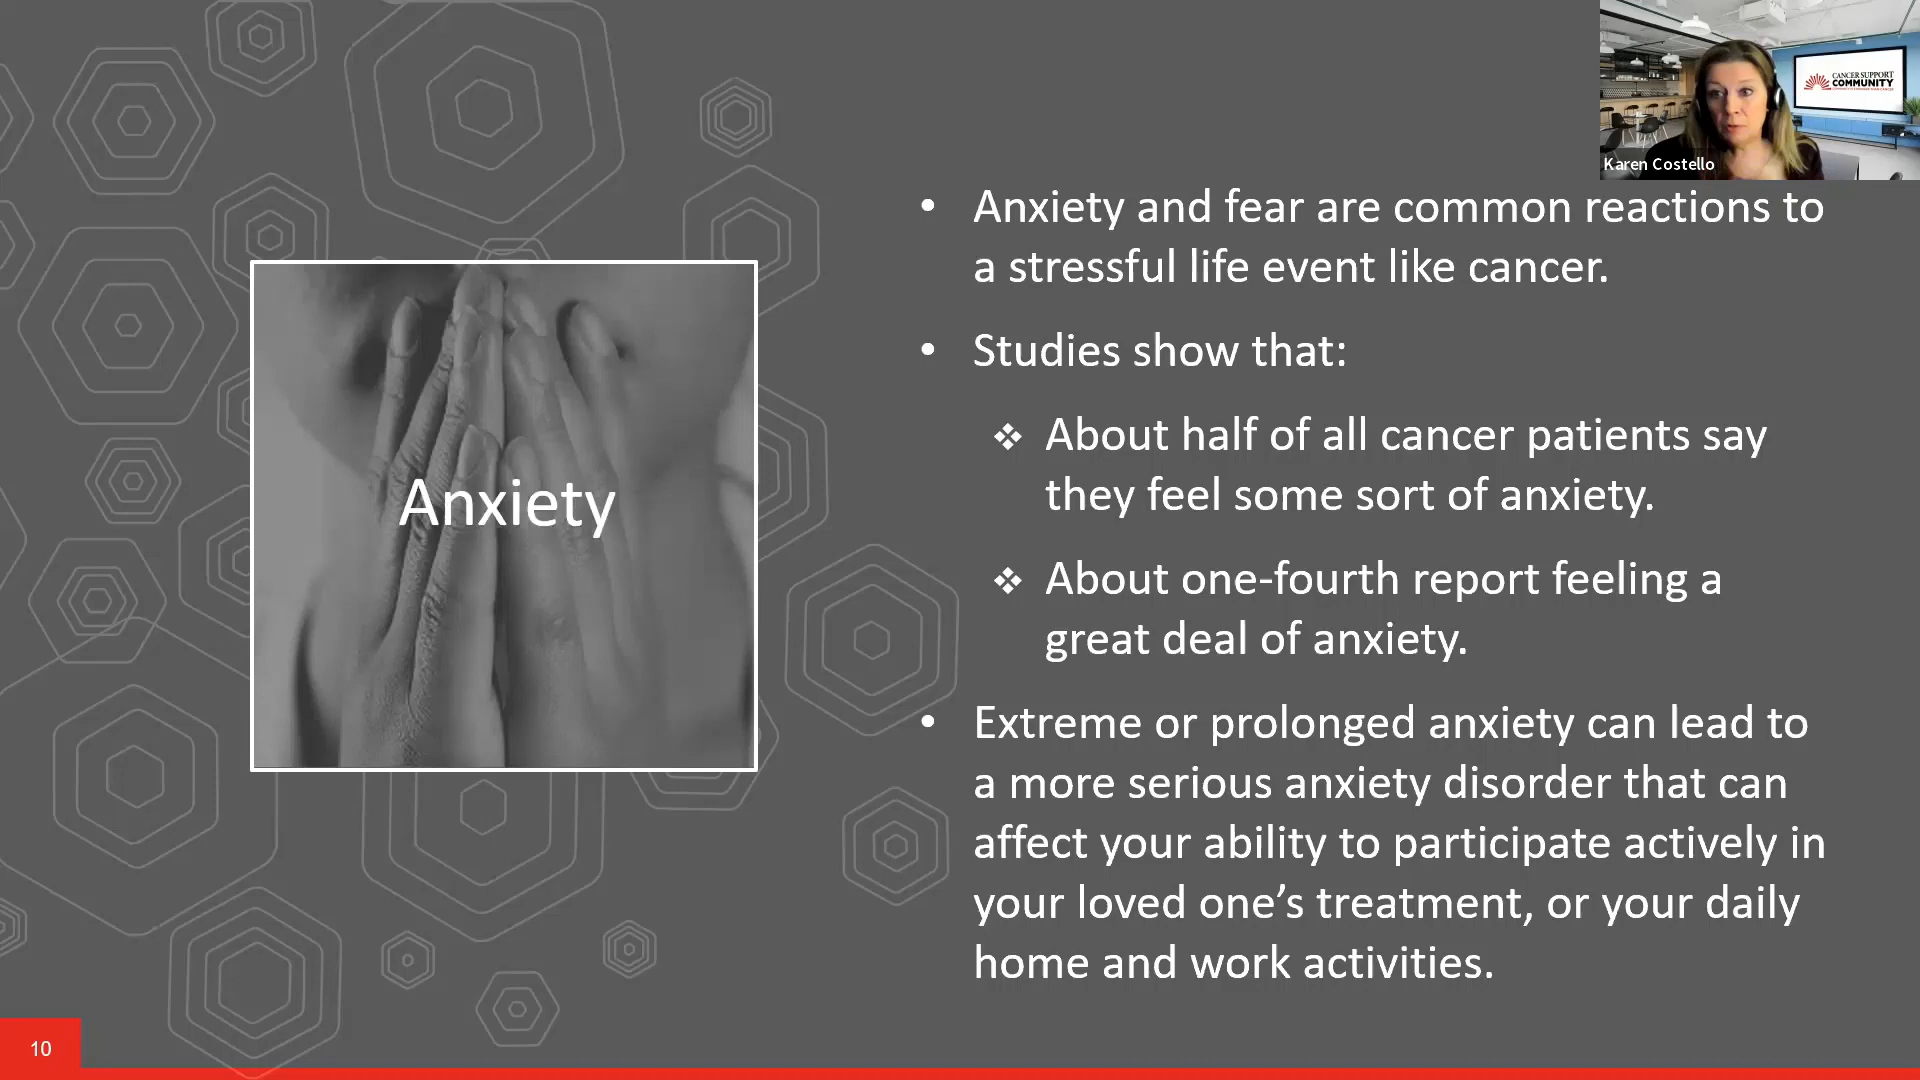 CANCER SUPPORT
COMMUNITY
Karen Costello
Anxiety
• Anxiety and fear are common reactions to
a stressful life event like cancer.
• Studies show that:
❖ About half of all cancer patients say
they feel some sort of anxiety.
❖ About one-fourth report feeling a
great deal of anxiety.
• Extreme or prolonged anxiety can lead to
a more serious anxiety disorder that can
affect your ability to participate actively in
your loved one’s treatment, or your daily
home and work activities.
10